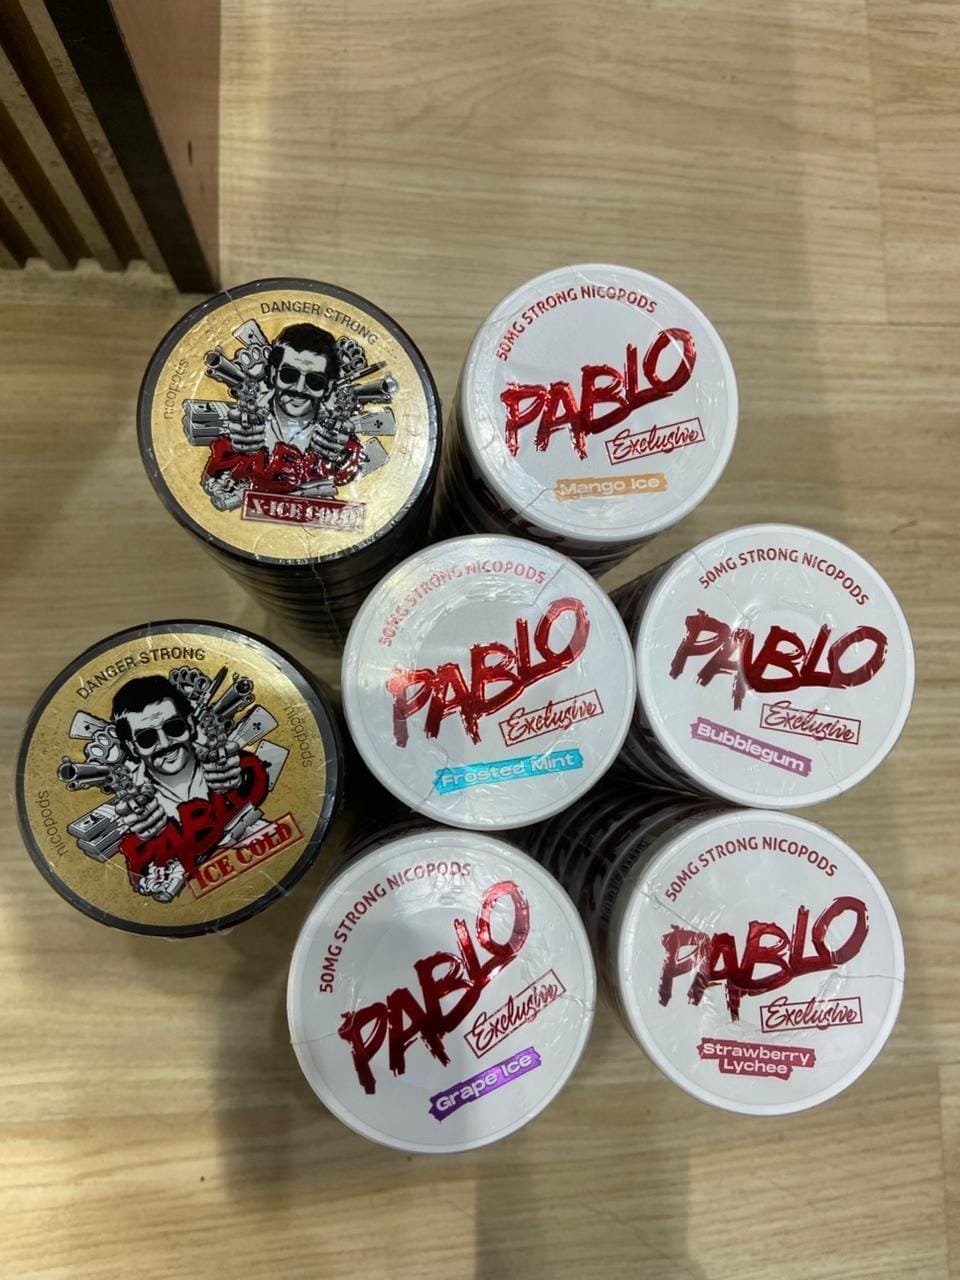 DANGER STRONG
nicopods
PABLO
X-ICE COLD
50MG STRONG NICOPODS
PABLO
Exclusive
Mango Ice
50MG STRONG NICOPODS
PABLO
Exclusive
Frosted Mint
50MG STRONG NICOPODS
PABLO
Exclusive
Bubblegum
DANGER STRONG
nicopods
nicopods
PABLO
ICE COLD
50MG STRONG NICOPODS
PABLO
Exclusive
Grape Ice
50MG STRONG NICOPODS
PABLO
Exclusive
Strawberry
Lychee